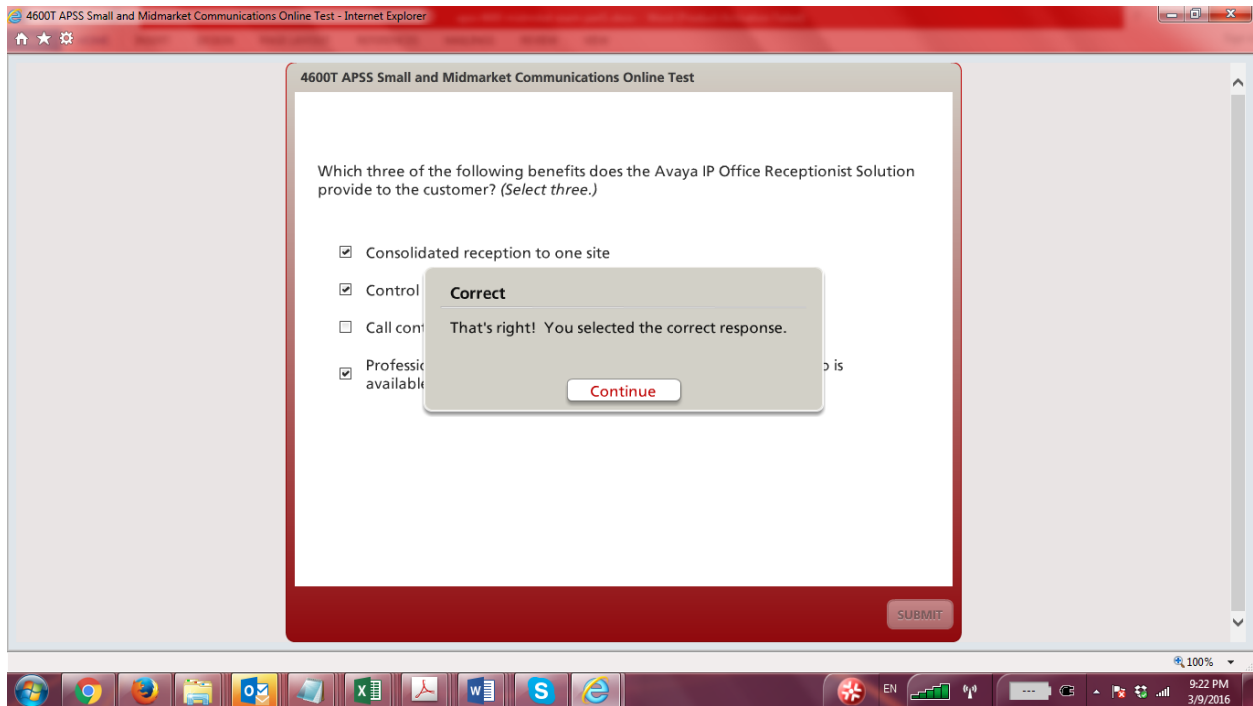 4600T APSS Small and Midmarket Communications Online Test - Internet Explorer
4600T APSS Small and Midmarket Communications Online Test
Which three of the following benefits does the Avaya IP Office Receptionist Solution
provide to the customer? (Select three.)
Consolidated reception to one site
Control
Call
available
is
Correct
That's right! You selected the correct response.
Continue
SUBMIT
100%
EN
9:22 PM
3/9/2016